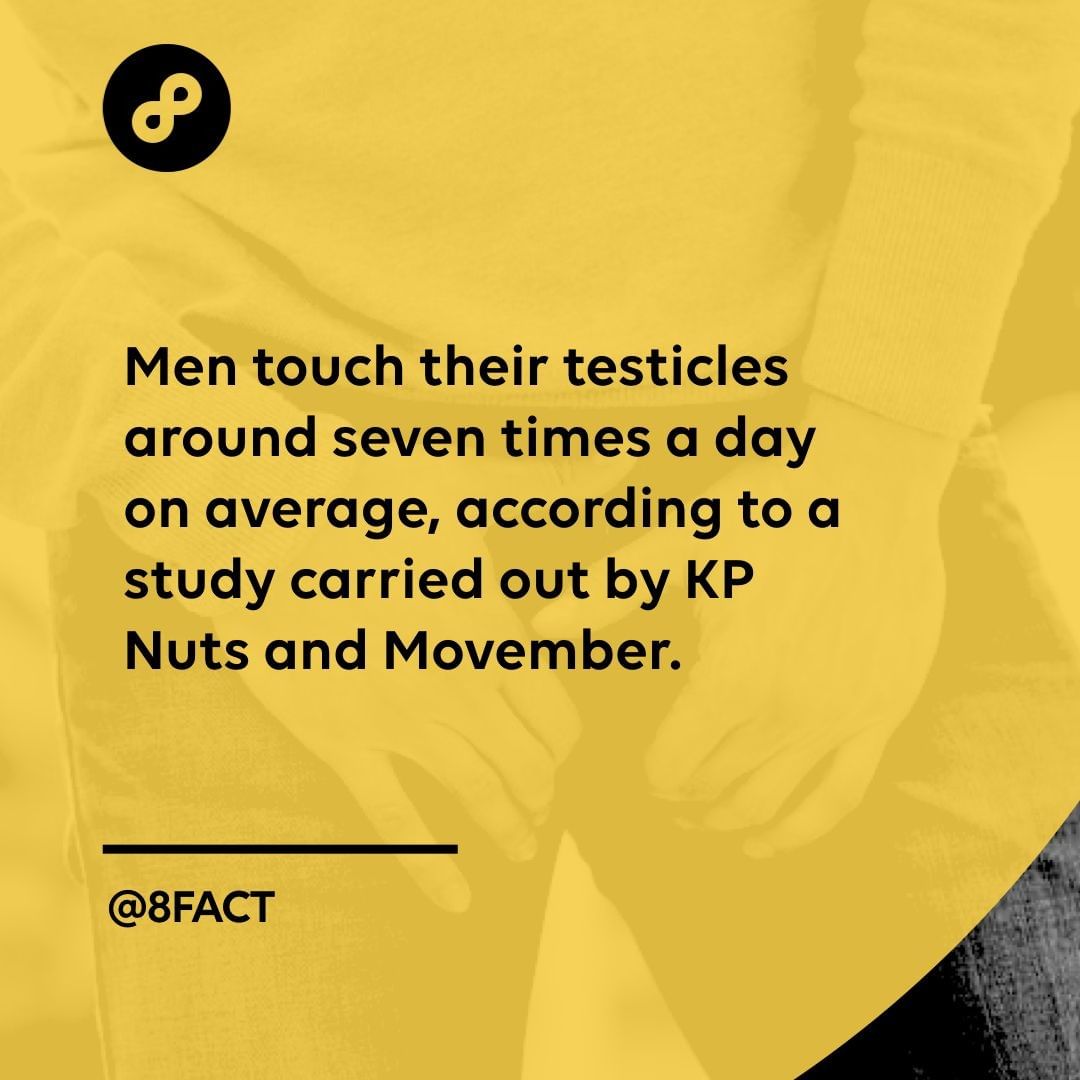 Men touch their testicles
around seven times a day
on average, according to a
study carried out by KP
Nuts and Movember.
@8FACT